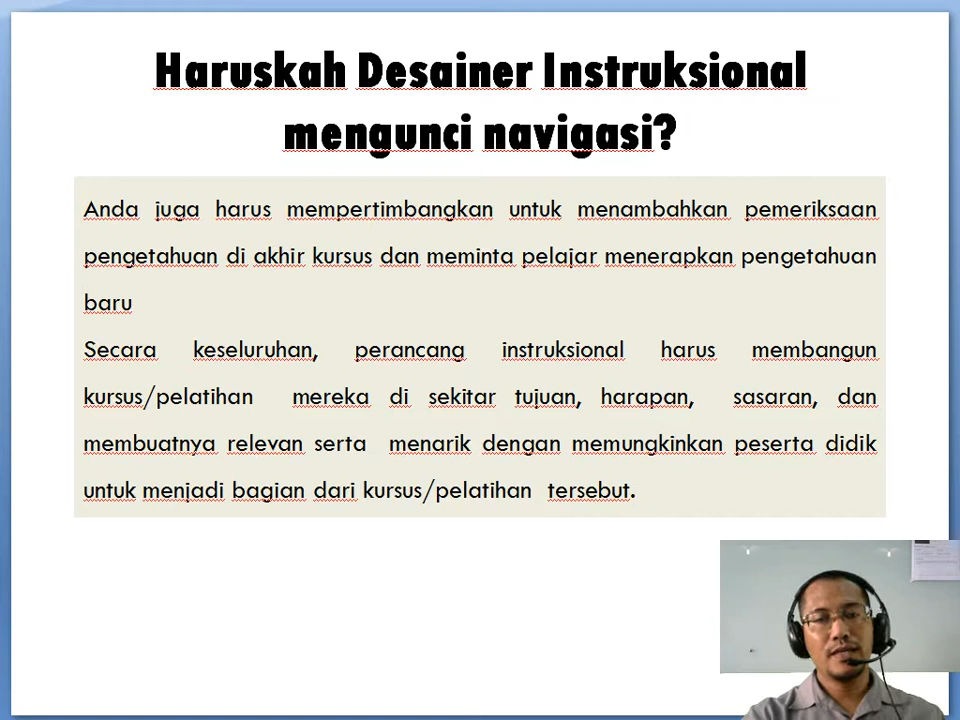 Haruskah Desainer Instruksional
mengunci navigasi?
Anda juga harus mempertimbangkan untuk menambahkan pemeriksaan
pengetahuan di akhir kursus dan meminta pelajar menerapkan pengetahuan
baru
Secara keseluruhan, perancang instruksional harus membangun
kursus/pelatihan mereka di sekitar tujuan, harapan, sasaran, dan
membuatnya relevan serta menarik dengan memungkinkan peserta didik
untuk menjadi bagian dari kursus/pelatihan tersebut.